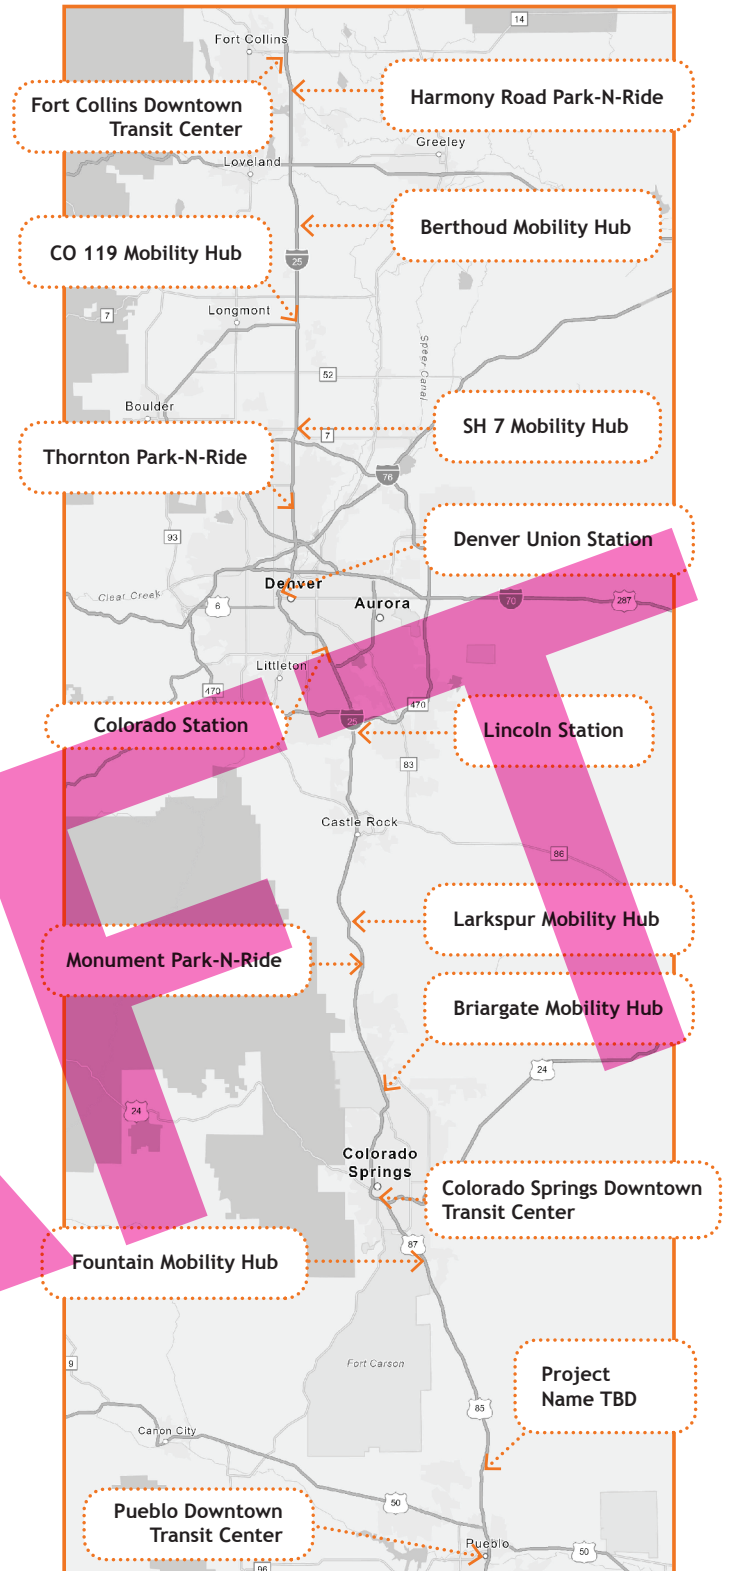 14
Fort Collins
Fort Collins Downtown
Transit Center
Harmony Road Park-N-Ride
Greeley
Loveland
Berthoud Mobility Hub
CO 119 Mobility Hub
25
7
Longmont
Speer Canal
52
Boulder
SH 7 Mobility Hub
7
Thornton Park-N-Ride
76
93
Denver Union Station
Denver
Clear Creek
6
Aurora
70
287
Littleton
470
470
Colorado Station
25
Lincoln Station
83
Castle Rock
86
Larkspur Mobility Hub
Monument Park-N-Ride
Briargate Mobility Hub
24
24
Colorado
Springs
Colorado Springs Downtown
Transit Center
87
Fountain Mobility Hub
9
Fort Carson
Project
Name TBD
85
Canon City
50
Pueblo Downtown
Transit Center
Pueblo
50
96